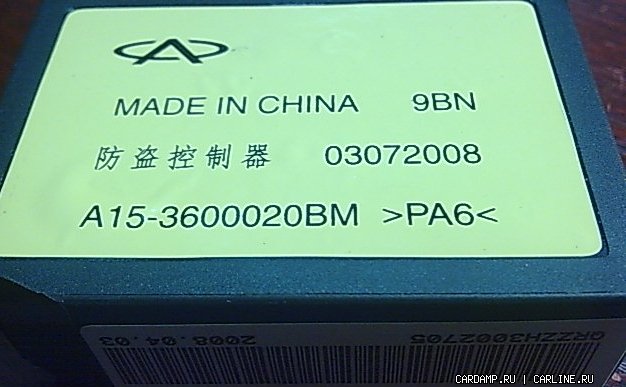 MADE IN CHINA 9BN
防盗控制器 03072008
A15-3600020BM >PA6<
QRZZH3002705 2008.04.03
CARDAMP.RU | CARLINE.RU